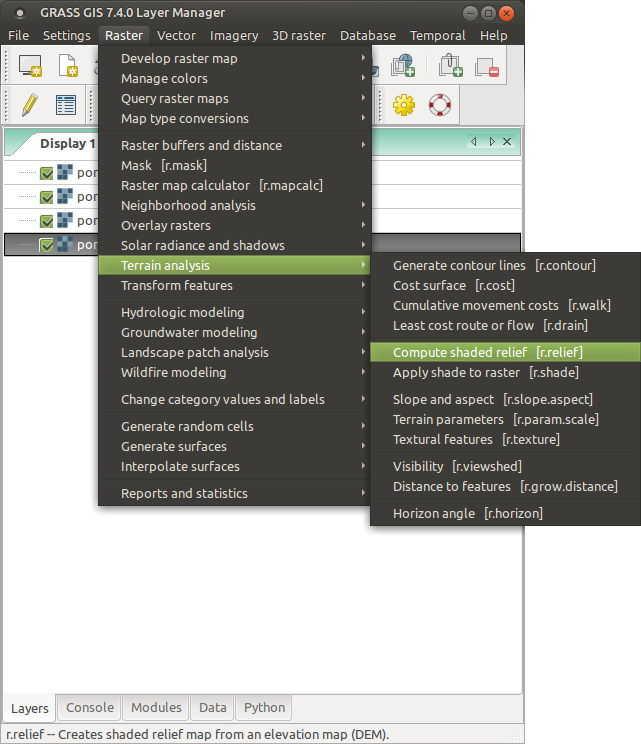 GRASS GIS 7.4.0 Layer Manager
File Settings Raster Vector Imagery 3D raster Database Temporal Help
Develop raster map
Manage colors
Query raster maps
Map type conversions
Display 1
Raster buffers and distance
Mask [r.mask]
por
Raster map calculator [r.mapcalc]
por
Neighborhood analysis
por
Overlay rasters
por
Solar radiance and shadows
Terrain analysis
Transform features
Hydrologic modeling
Groundwater modeling
Landscape patch analysis
Wildfire modeling
Change category values and labels
Generate random cells
Generate surfaces
Interpolate surfaces
Reports and statistics
Generate contour lines [r.contour]
Cost surface [r.cost]
Cumulative movement costs [r.walk]
Least cost route or flow [r.drain]
Compute shaded relief [r.relief]
Apply shade to raster [r.shade]
Slope and aspect [r.slope.aspect]
Terrain parameters [r.param.scale]
Textural features [r.texture]
Visibility [r.viewshed]
Distance to features [r.grow.distance]
Horizon angle [r.horizon]
Layers Console Modules Data Python
r.relief -- Creates shaded relief map from an elevation map (DEM).